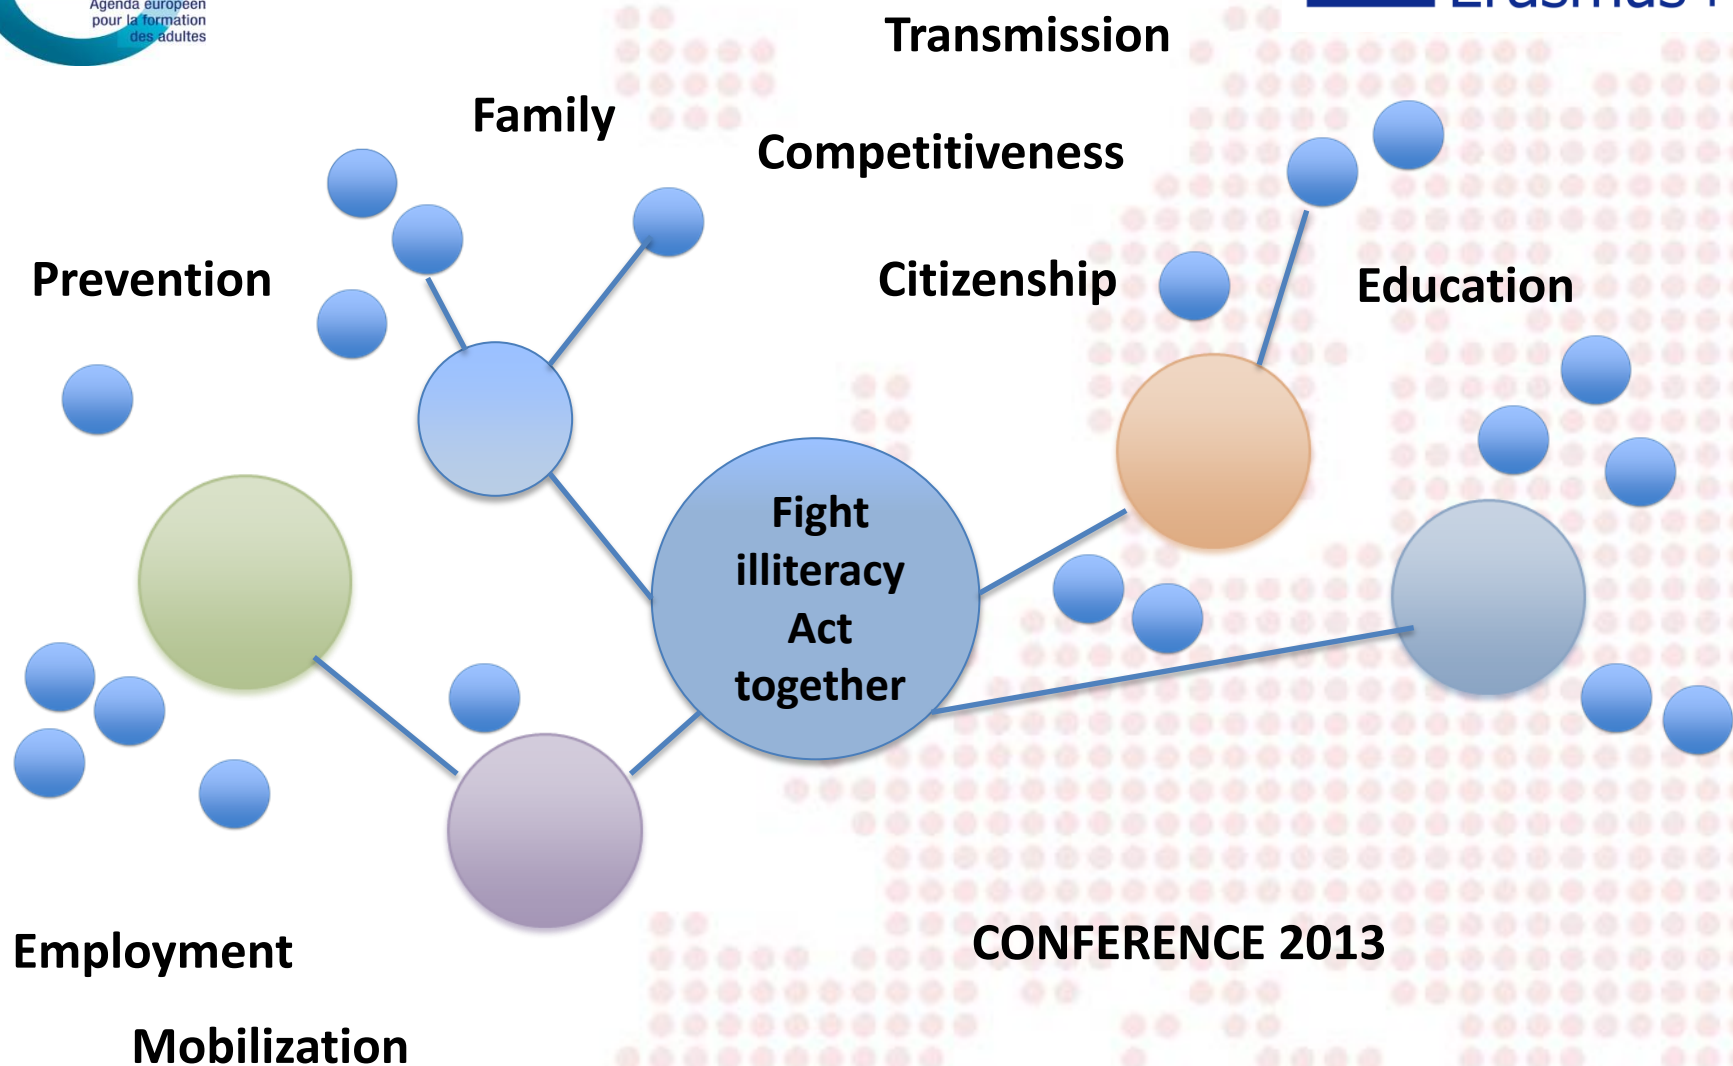 Agenda européen
pour la formation
des adultes
Erasmus+
Transmission
Family
Competitiveness
Prevention
Citizenship
Education
Fight
illiteracy
Act
together
Employment
CONFERENCE 2013
Mobilization